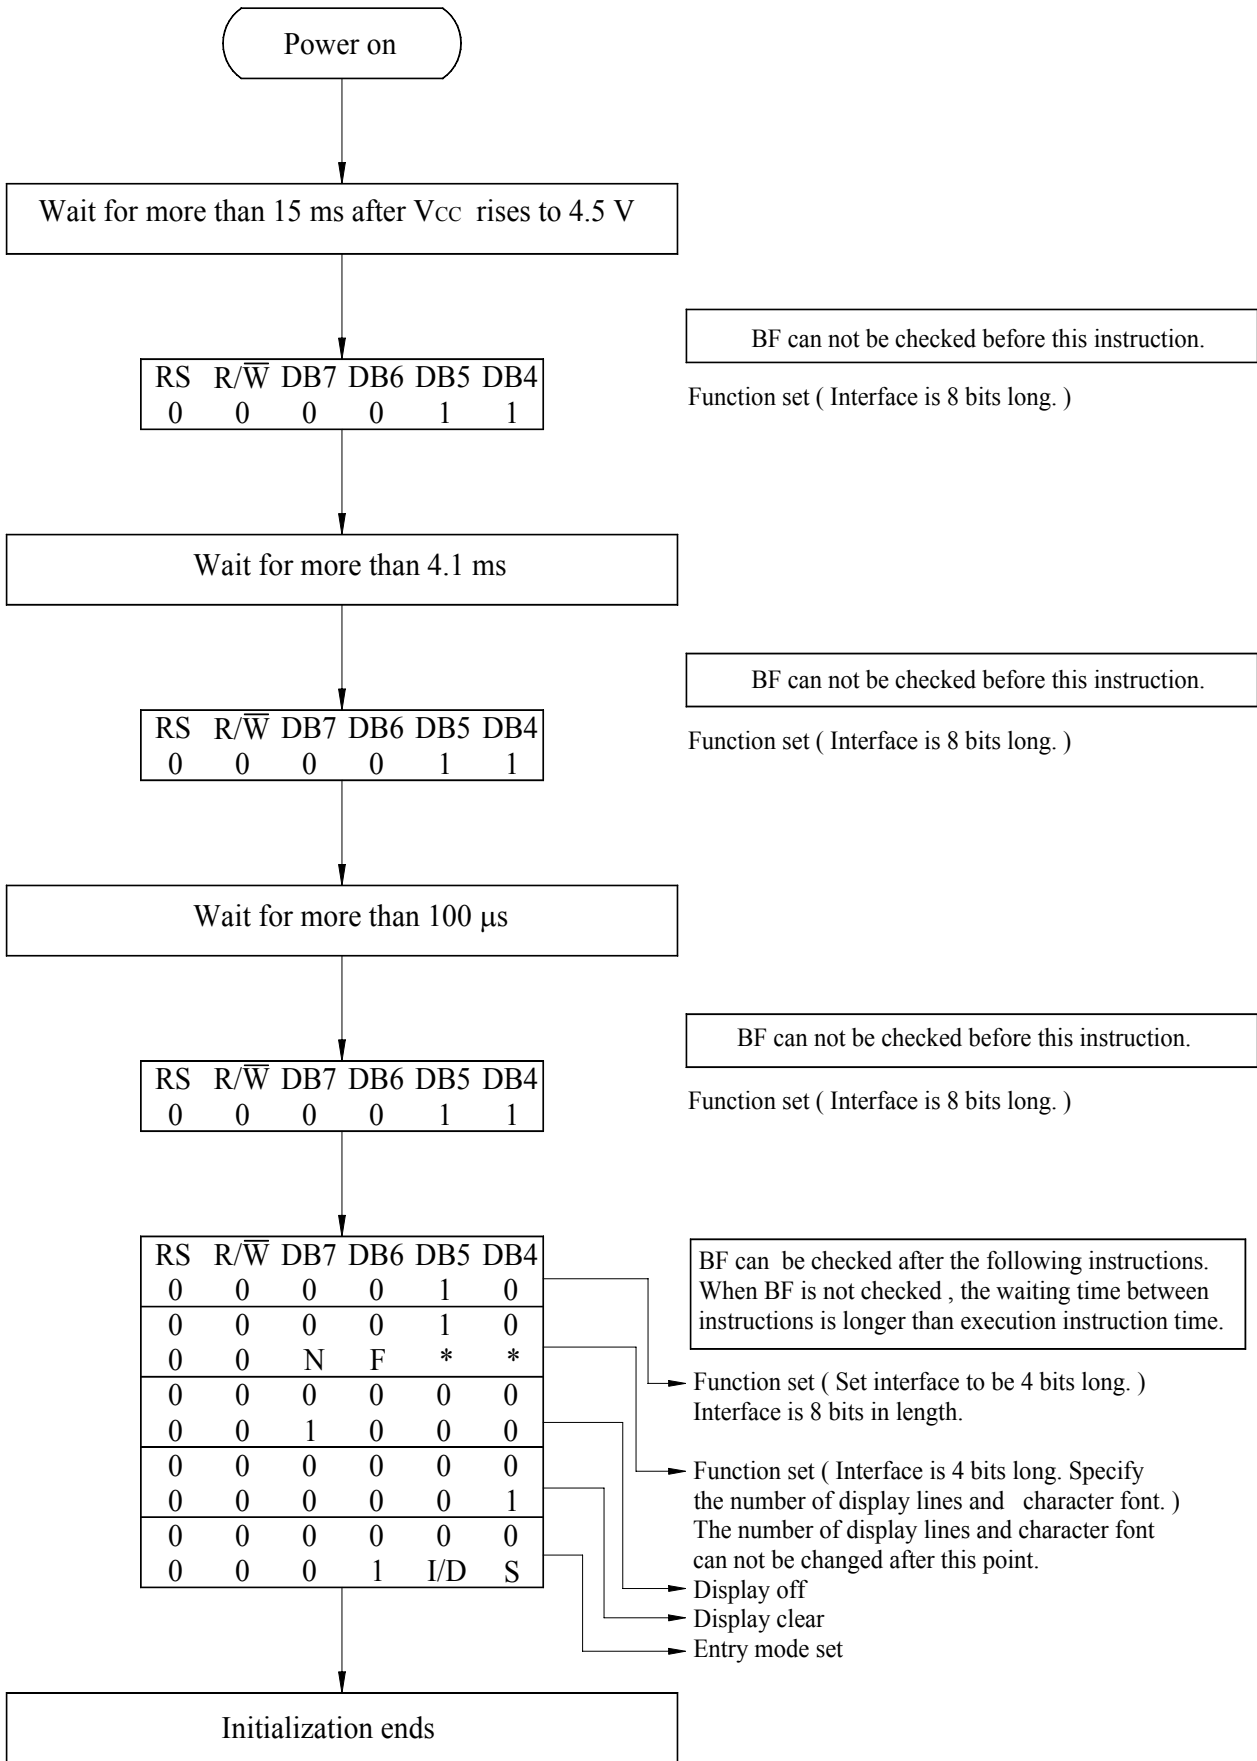 Power on
Wait for more than 15 ms after VCC rises to 4.5 V
BF can not be checked before this instruction.
RS R/W̅ DB7 DB6 DB5 DB4
0 0 0 0 1 1
Function set ( Interface is 8 bits long. )
Wait for more than 4.1 ms
BF can not be checked before this instruction.
RS R/W̅ DB7 DB6 DB5 DB4
0 0 0 0 1 1
Function set ( Interface is 8 bits long. )
Wait for more than 100 μs
BF can not be checked before this instruction.
RS R/W̅ DB7 DB6 DB5 DB4
0 0 0 0 1 1
Function set ( Interface is 8 bits long. )
RS R/W̅ DB7 DB6 DB5 DB4
0 0 0 0 1 0
0 0 0 0 1 0
0 0 N F * *
0 0 0 0 0 0
0 0 1 0 0 0
0 0 0 0 0 0
0 0 0 0 0 1
0 0 0 0 0 0
0 0 0 1 I/D S
BF can be checked after the following instructions.
When BF is not checked , the waiting time between
instructions is longer than execution instruction time.
Function set ( Set interface to be 4 bits long. )
Interface is 8 bits in length.
Function set ( Interface is 4 bits long. Specify
the number of display lines and character font. )
The number of display lines and character font
can not be changed after this point.
Display off
Display clear
Entry mode set
Initialization ends